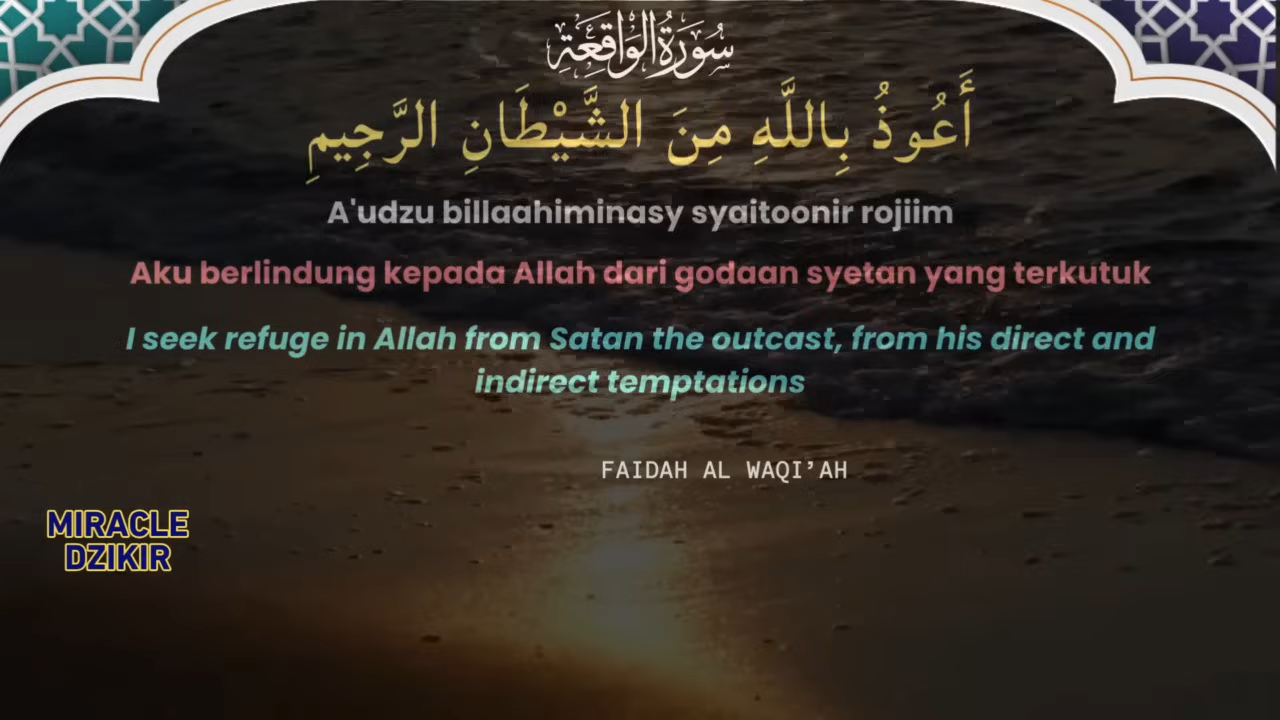 سُورَةُ الْوَاقِعَةِ
أَعُوذُ بِاللَّهِ مِنَ الشَّيْطَانِ الرَّجِيمِ
A'udzu billaahiminasy syaitoonir rojiim
Aku berlindung kepada Allah dari godaan syetan yang terkutuk
I seek refuge in Allah from Satan the outcast, from his direct and
indirect temptations
FAIDAH AL WAQI’AH
MIRACLE
DZIKIR